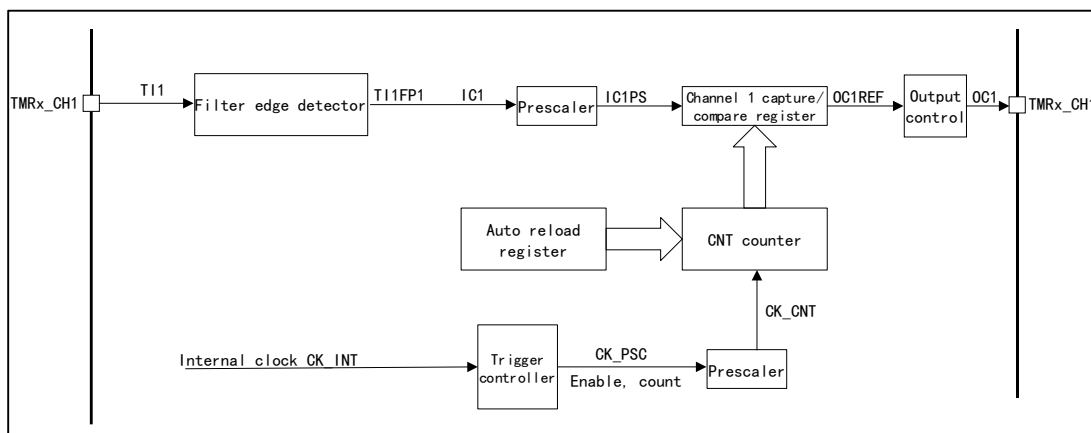 TMRx_CH1
TI1
Filter edge detector
TI1FP1
IC1
Prescaler
IC1PS
Channel 1 capture/
compare register
OC1REF
Output
control
OC1
TMRx_CH1
Auto reload
register
CNT counter
CK_CNT
Internal clock CK_INT
Trigger
controller
CK_PSC
Enable, count
Prescaler